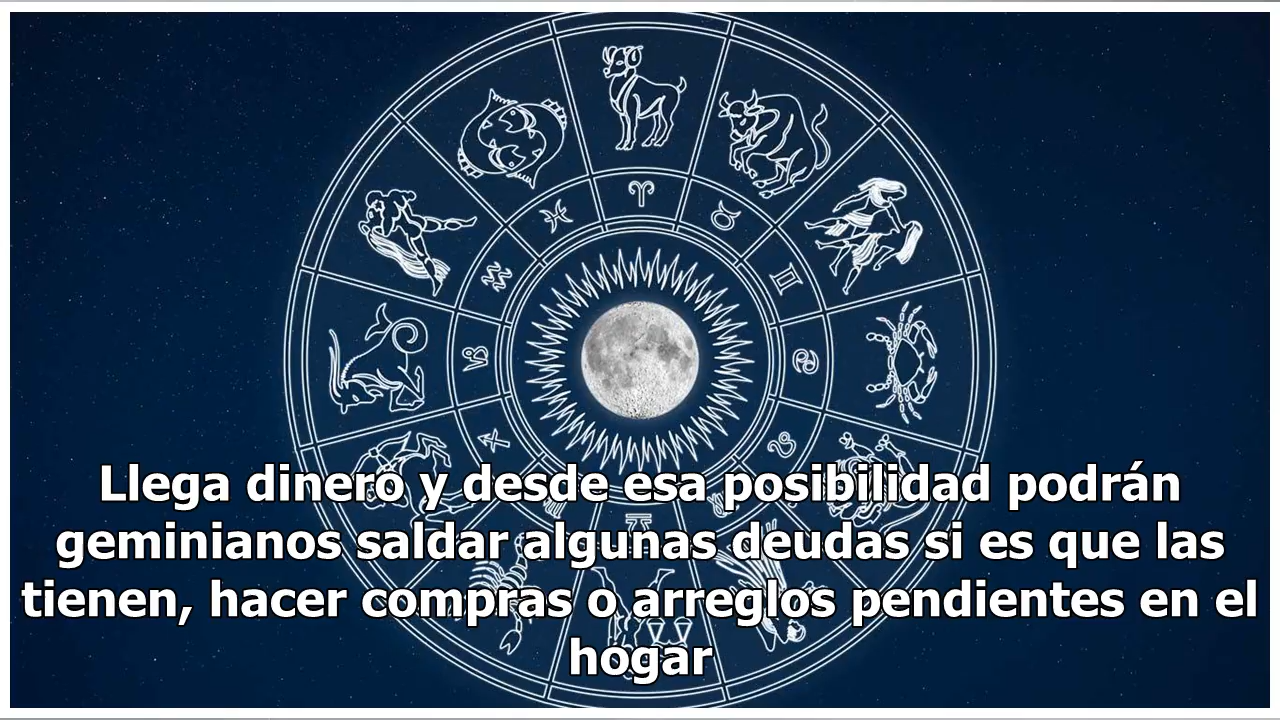 Llega dinero y desde esa posibilidad podrán
geminianos saldar algunas deudas si es que las
tienen, hacer compras o arreglos pendientes en el
hogar